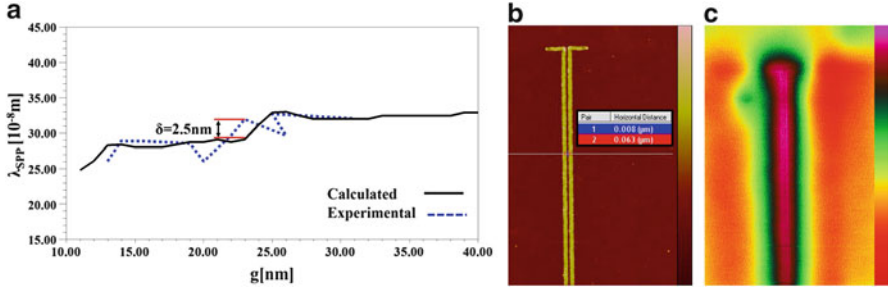 a
45.00
40.00
35.00
30.00
25.00
20.00
15.00
λSPP [10-8m]
δ=2.5nm
Calculated
Experimental
10.00 15.00 20.00 25.00 30.00 35.00 40.00
g[nm]
b
Pair Horizontal Distance
1 0.008 (μm)
2 0.063 (μm)
c